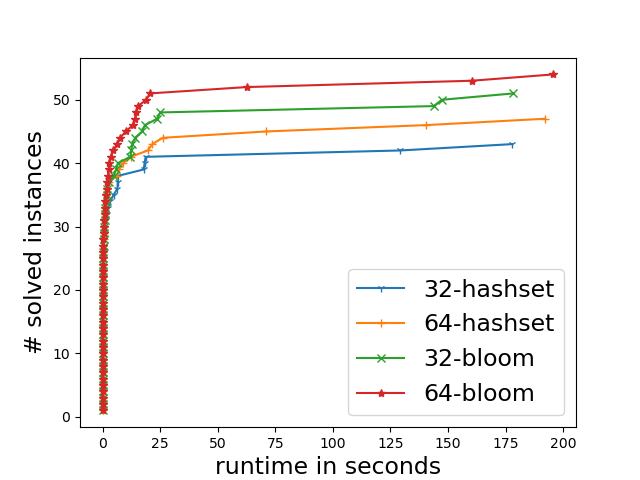 50
40
30
20
10
0
# solved instances
32-hashset
64-hashset
32-bloom
64-bloom
0 25 50 75 100 125 150 175 200
runtime in seconds